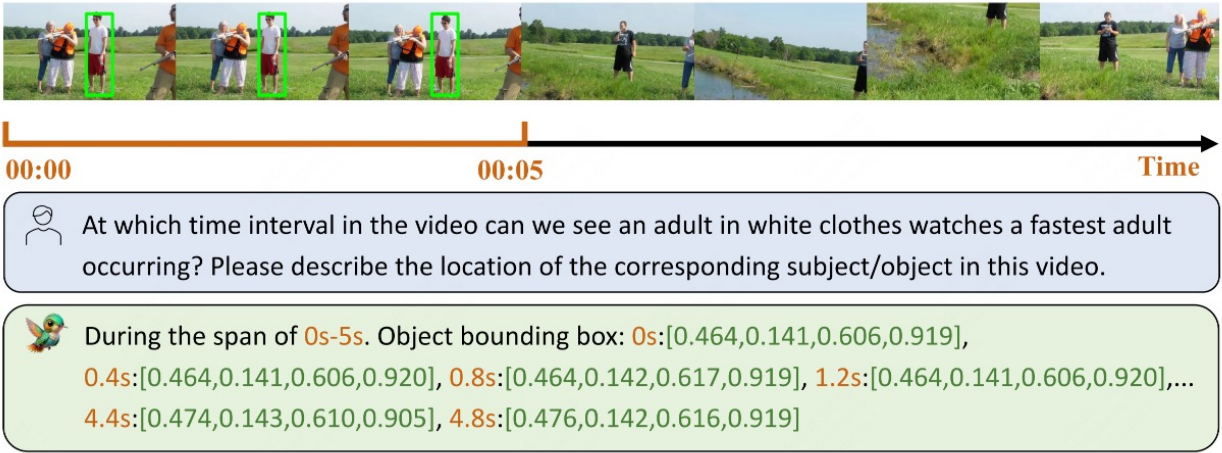 00:00
00:05
Time
At which time interval in the video can we see an adult in white clothes watches a fastest adult
occurring? Please describe the location of the corresponding subject/object in this video.
During the span of 0s-5s. Object bounding box: 0s:[0.464,0.141,0.606,0.919],
0.4s:[0.464,0.141,0.606,0.920], 0.8s:[0.464,0.142,0.617,0.919], 1.2s:[0.464,0.141,0.606,0.920],...
4.4s:[0.474,0.143,0.610,0.905], 4.8s:[0.476,0.142,0.616,0.919]